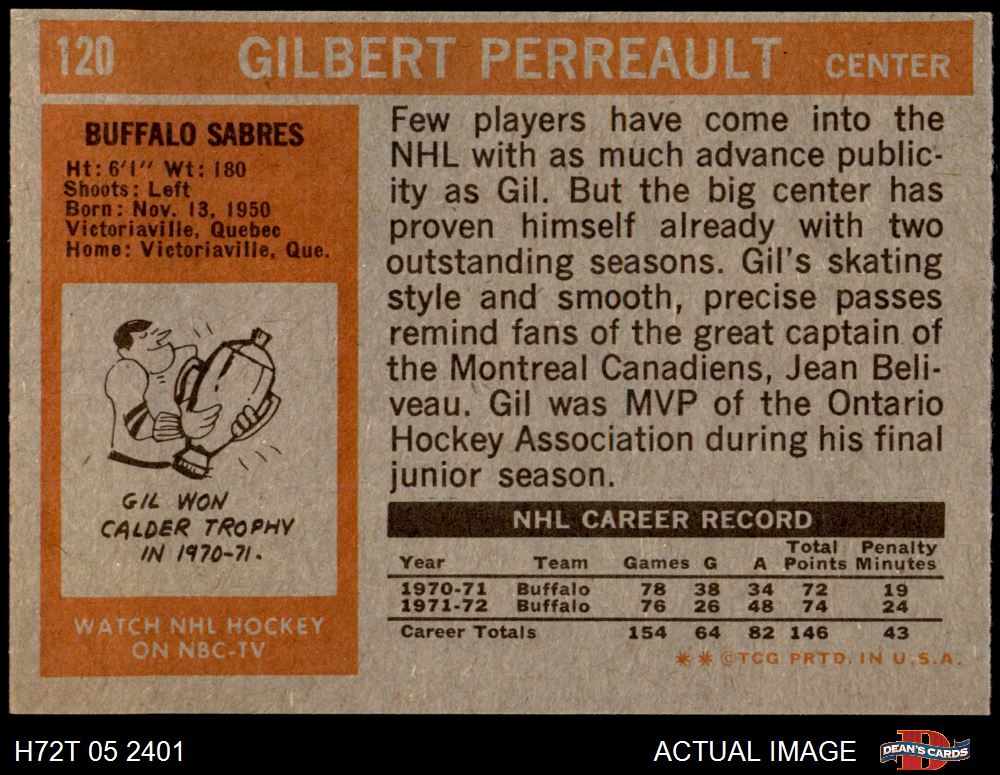 120 GILBERT PERREAULT CENTER
BUFFALO SABRES
Ht: 6'1" Wt: 180
Shoots: Left
Born: Nov. 13, 1950
Victoriaville, Quebec
Home: Victoriaville, Que.
GIL WON
CALDER TROPHY
IN 1970-71.
WATCH NHL HOCKEY
ON NBC-TV
Few players have come into the
NHL with as much advance public-
ity as Gil. But the big center has
proven himself already with two
outstanding seasons. Gil's skating
style and smooth, precise passes
remind fans of the great captain of
the Montreal Canadiens, Jean Beli-
veau. Gil was MVP of the Ontario
Hockey Association during his final
junior season.
NHL CAREER RECORD
Year Team Games G A Total Points Penalty Minutes
1970-71 Buffalo 78 38 34 72 19
1971-72 Buffalo 76 26 48 74 24
Career Totals 154 64 82 146 43
** ©TCG PRTD. IN U.S.A.
H72T 05 2401 ACTUAL IMAGE D DEAN'S CARDS